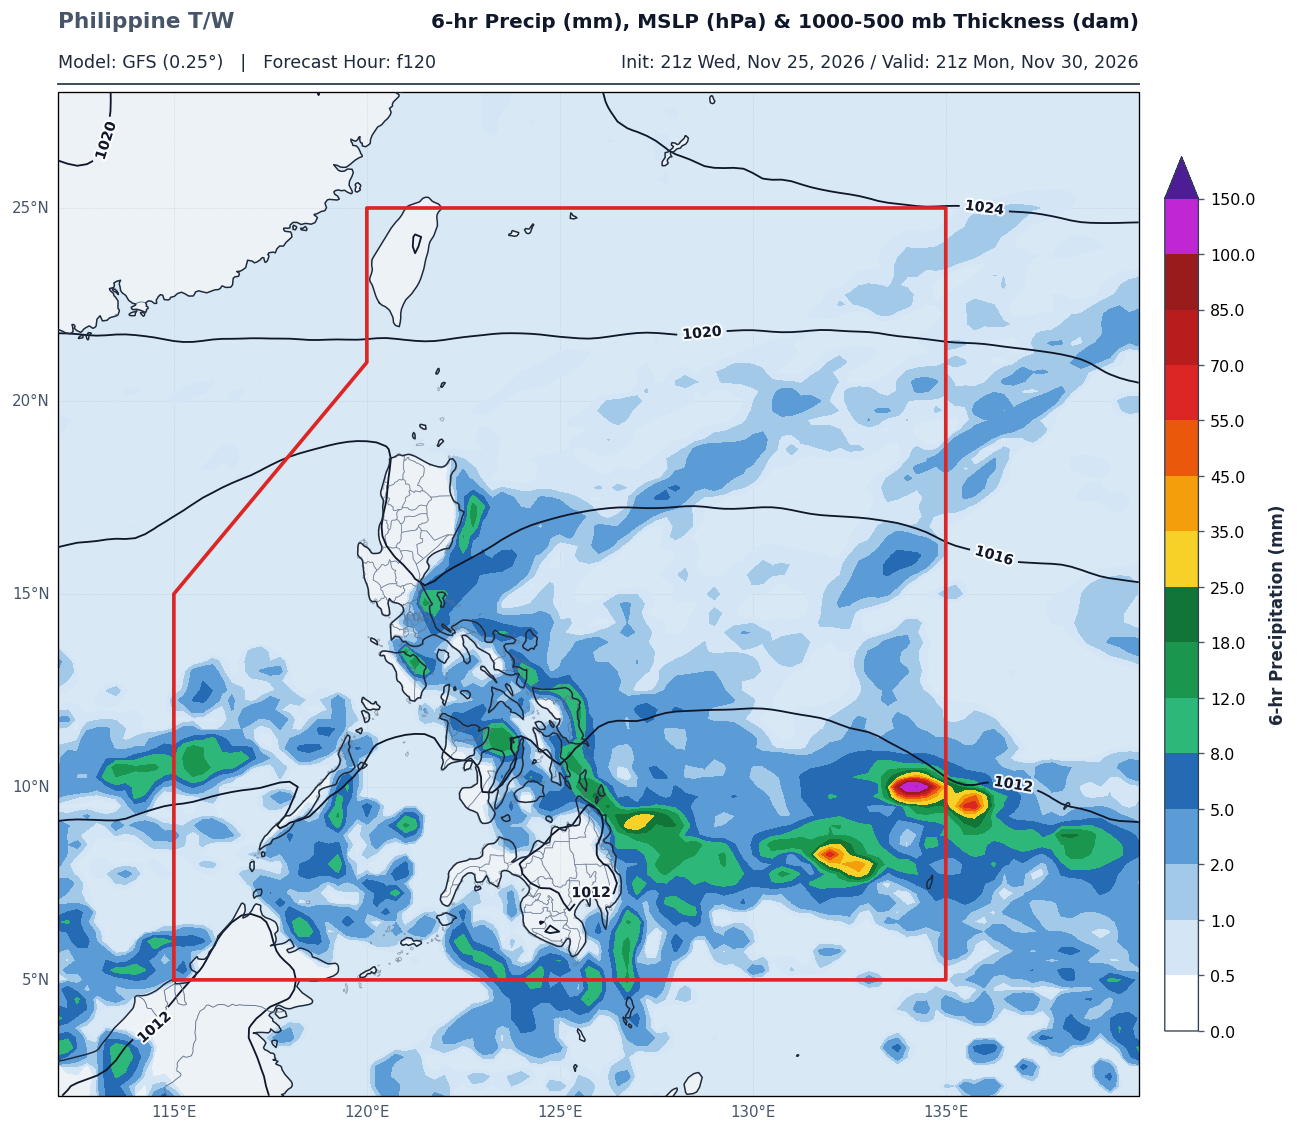 Philippine T/W
6-hr Precip (mm), MSLP (hPa) & 1000-500 mb Thickness (dam)
Model: GFS (0.25°) | Forecast Hour: f120
Init: 21z Wed, Nov 25, 2026 / Valid: 21z Mon, Nov 30, 2026
1020
1024
1020
1016
1012
1012
1012
25°N
20°N
15°N
10°N
5°N
115°E
120°E
125°E
130°E
135°E
150.0
100.0
85.0
70.0
55.0
45.0
35.0
25.0
18.0
12.0
8.0
5.0
2.0
1.0
0.5
0.0
6-hr Precipitation (mm)